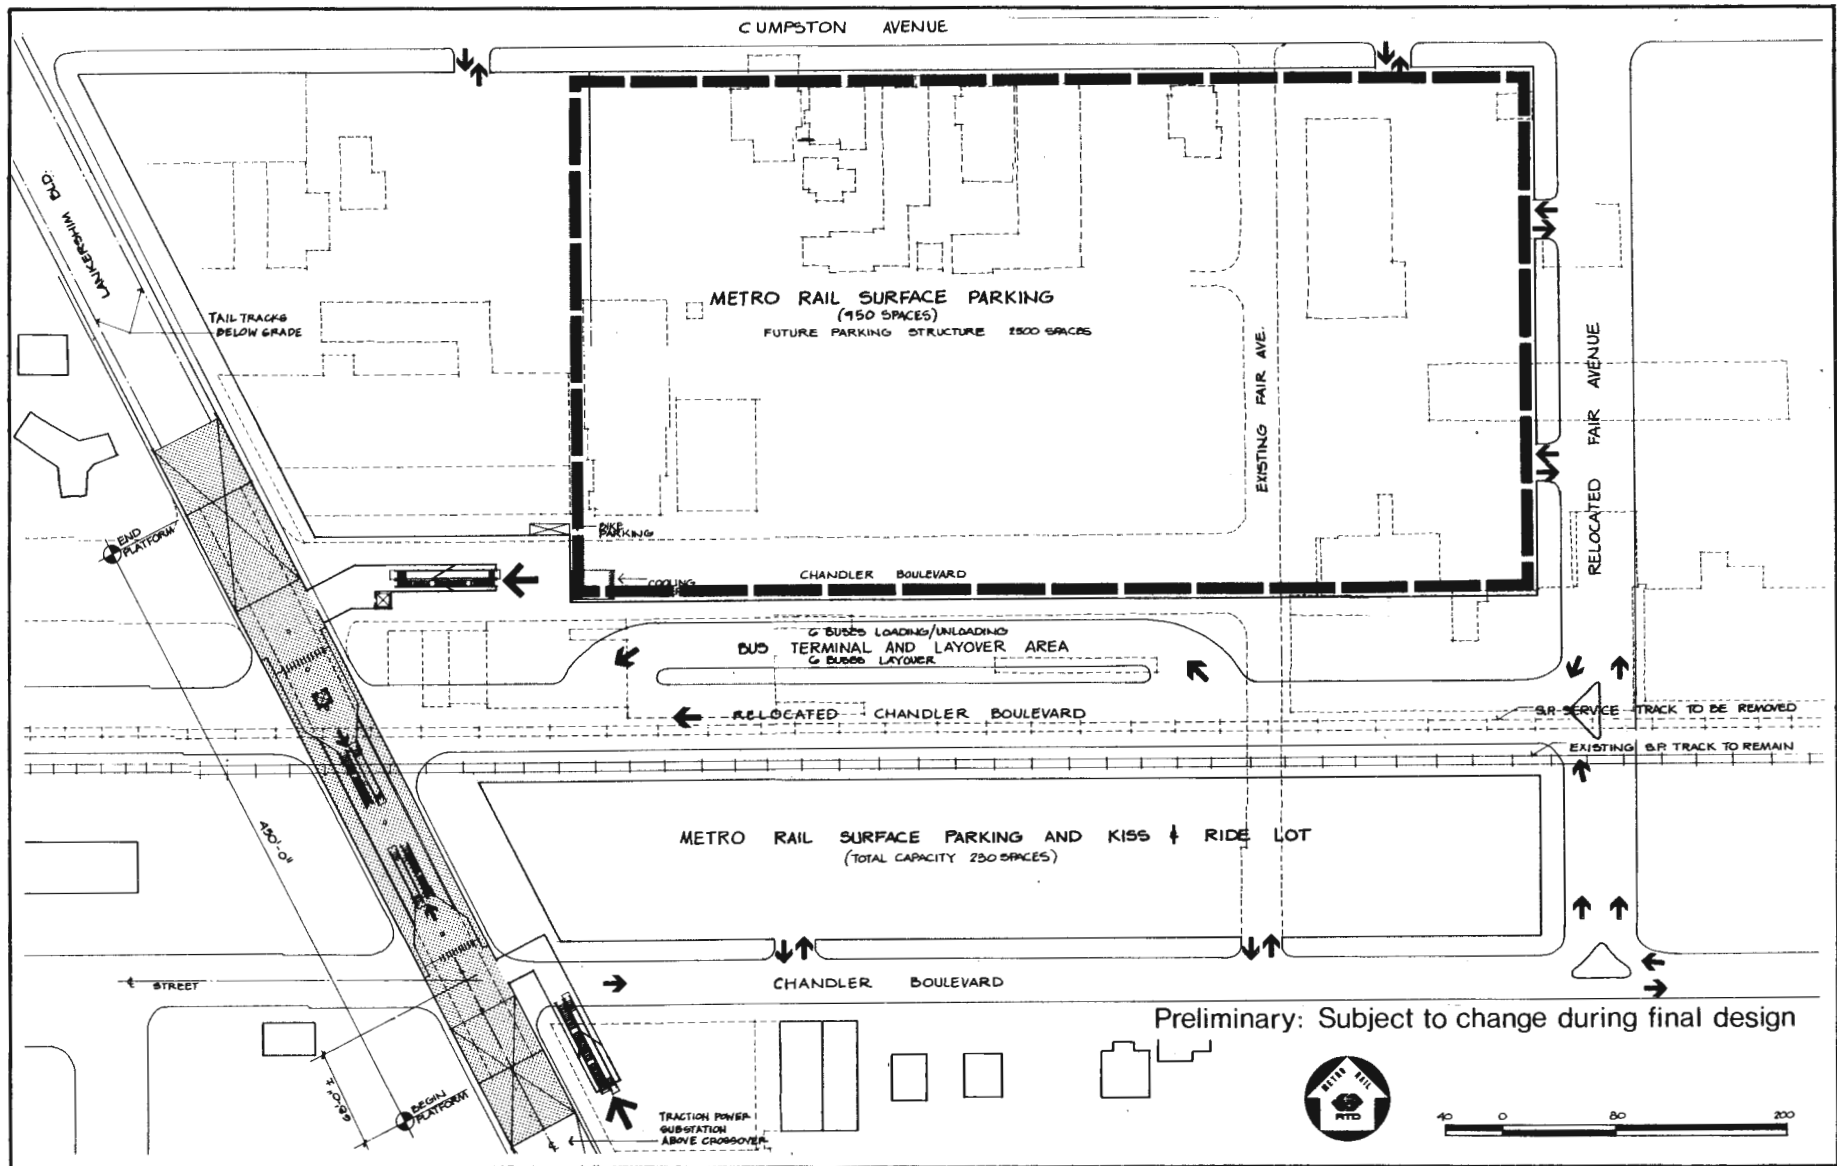 CUMPSTON AVENUE
LANKERSHIM BLD.
TAIL TRACKS
BELOW GRADE
METRO RAIL SURFACE PARKING
(950 SPACES)
FUTURE PARKING STRUCTURE 2500 SPACES
EXISTING FAIR AVE.
RELOCATED FAIR AVENUE
END
PLATFORM
BIKE
PARKING
COOLING
CHANDLER BOULEVARD
6 BUSES LOADING/UNLOADING
BUS TERMINAL AND LAYOVER AREA
6 BUSES LAYOVER
RELOCATED CHANDLER BOULEVARD
S.P. SERVICE TRACK TO BE REMOVED
EXISTING S.P. TRACK TO REMAIN
450'-0"
METRO RAIL SURFACE PARKING AND KISS & RIDE LOT
(TOTAL CAPACITY 230 SPACES)
STREET
CHANDLER BOULEVARD
Preliminary: Subject to change during final design
BEGIN
PLATFORM
TRACTION POWER
SUBSTATION
ABOVE CROSSOVER
METRO RAIL
RTD
40 0 80 200